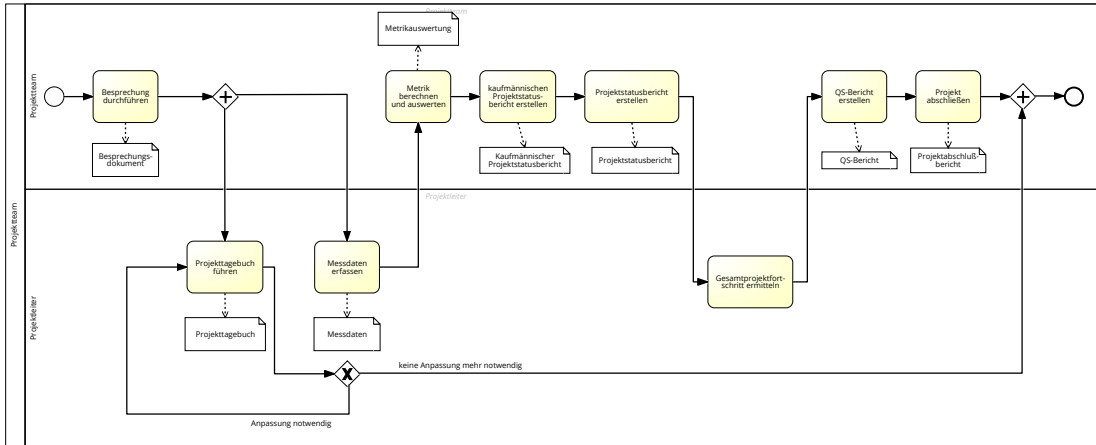 Projektteam
Projektteam
Projektteam
Metrikauswertung
Besprechung
durchführen
Metrik
berechnen
und auswerten
kaufmännischen
Projektstatus-
bericht erstellen
Projektstatusbericht
erstellen
QS-Bericht
erstellen
Projekt
abschließen
Besprechungs-
dokument
Kaufmännischer
Projektstatusbericht
Projektstatusbericht
QS-Bericht
Projektabschluß-
bericht
Projektleiter
Projektleiter
Projekttagebuch
führen
Messdaten
erfassen
Gesamtprojektfort-
schritt ermitteln
Projekttagebuch
Messdaten
keine Anpassung mehr notwendig
Anpassung notwendig